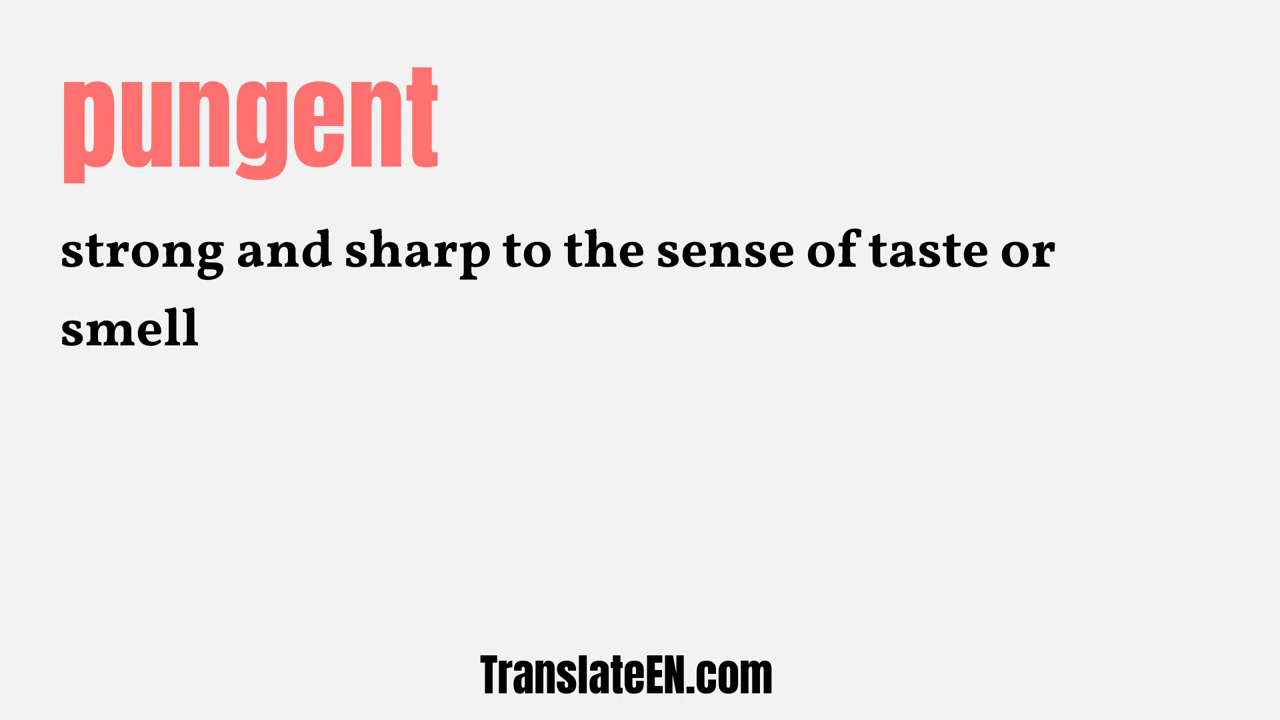 pungent
strong and sharp to the sense of taste or
smell
TranslateEN.com